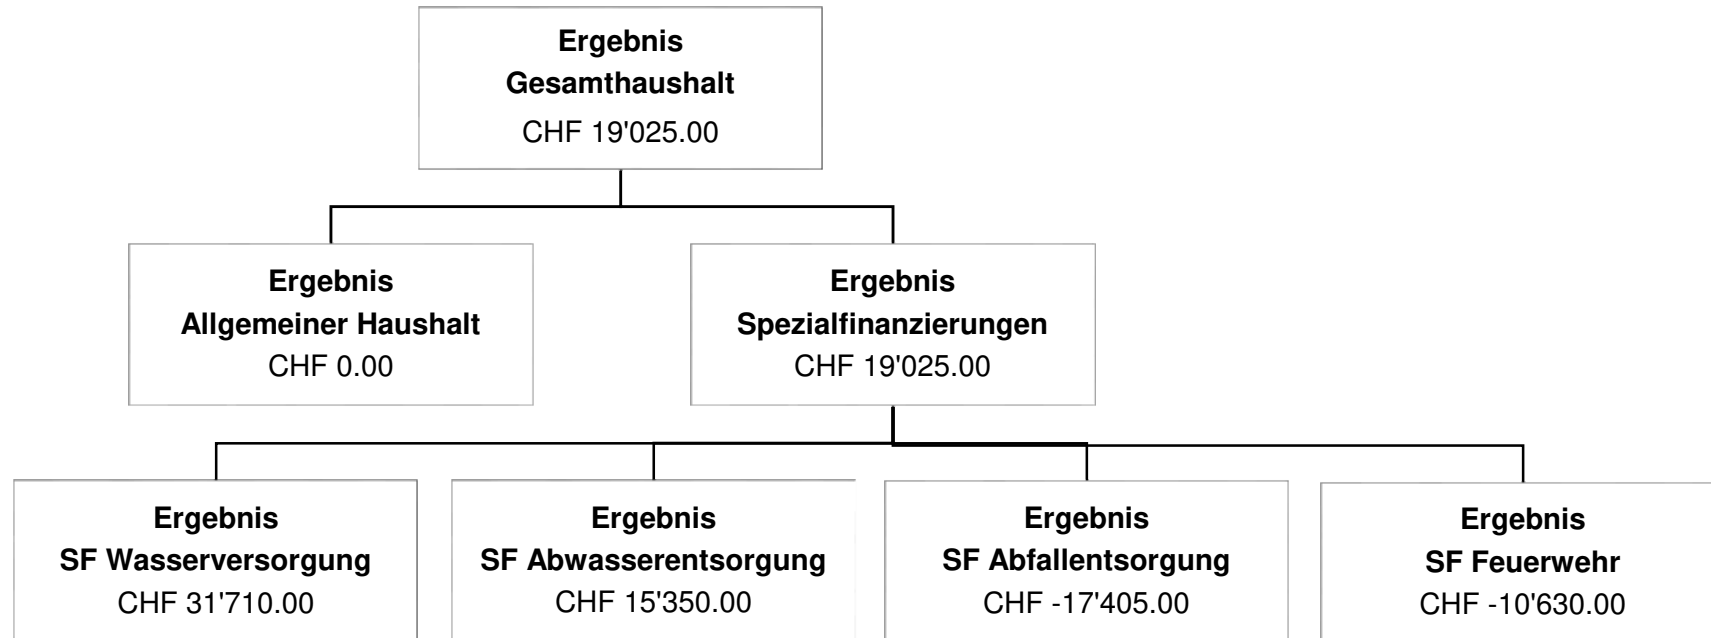 Ergebnis
Gesamthaushalt
CHF 19'025.00
Ergebnis
Allgemeiner Haushalt
CHF 0.00
Ergebnis
Spezialfinanzierungen
CHF 19'025.00
Ergebnis
SF Wasserversorgung
CHF 31'710.00
Ergebnis
SF Abwasserentsorgung
CHF 15'350.00
Ergebnis
SF Abfallentsorgung
CHF -17'405.00
Ergebnis
SF Feuerwehr
CHF -10'630.00